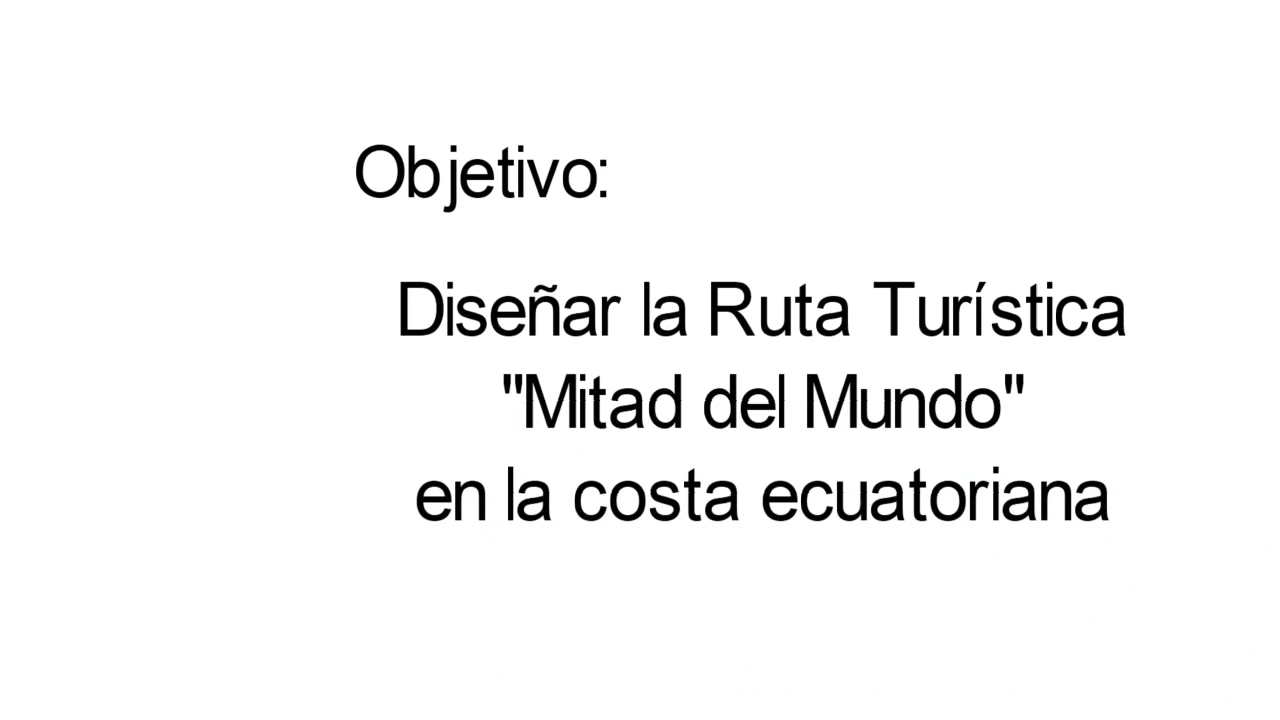 Objetivo:
Diseñar la Ruta Turística
"Mitad del Mundo"
en la costa ecuatoriana